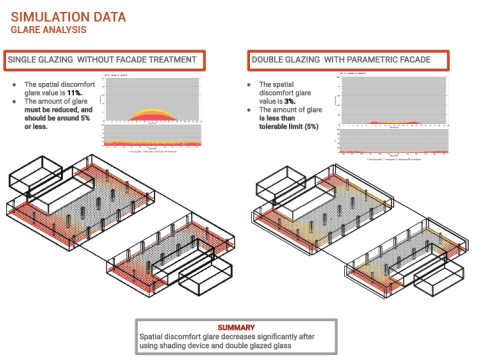 SIMULATION DATA
GLARE ANALYSIS
SINGLE GLAZING WITHOUT FACADE TREATMENT
● The spatial discomfort
glare value is 11%.
● The amount of glare
must be reduced, and
should be around 5%
or less.
DOUBLE GLAZING WITH PARAMETRIC FACADE
● The spatial
discomfort glare
value is 3%.
● The amount of glare
is less than
tolerable limit (5%)
SUMMARY
Spatial discomfort glare decreases significantly after
using shading device and double glazed glass